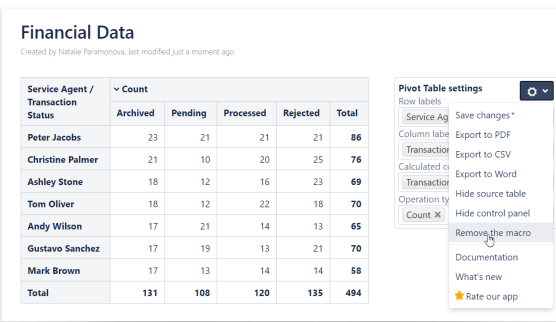 Financial Data
Created by Natalie Paramonova, last modified just a moment ago
Service Agent / Transaction Status
Count
Archived Pending Processed Rejected Total
Peter Jacobs 23 21 21 21 86
Christine Palmer 21 10 20 25 76
Ashley Stone 18 12 16 23 69
Tom Oliver 18 12 22 18 70
Andy Wilson 17 21 14 13 65
Gustavo Sanchez 17 19 13 21 70
Mark Brown 17 13 14 14 58
Total 131 108 120 135 494
Pivot Table settings
Row labels
Service Ag
Column labe
Transaction
Calculated co
Transaction
Operation ty
Count ×
Save changes
Export to PDF
Export to CSV
Export to Word
Hide source table
Hide control panel
Remove the macro
Documentation
What's new
Rate our app